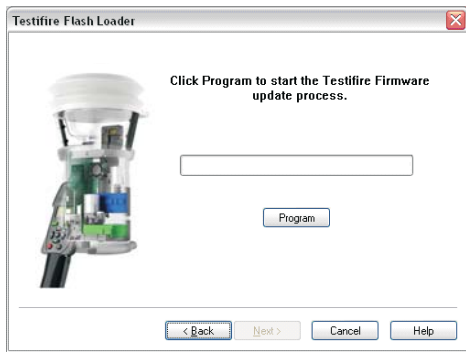 Testifire Flash Loader
Click Program to start the Testifire Firmware
update process.
Program
< Back
Next >
Cancel
Help